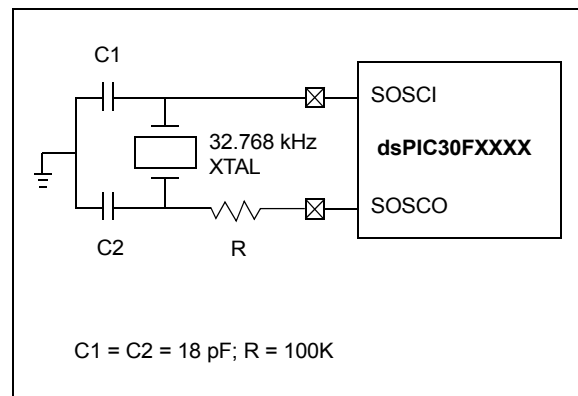 C1
SOSCI
32.768 kHz
XTAL
dsPIC30FXXXX
SOSCO
C2
R
C1 = C2 = 18 pF; R = 100K